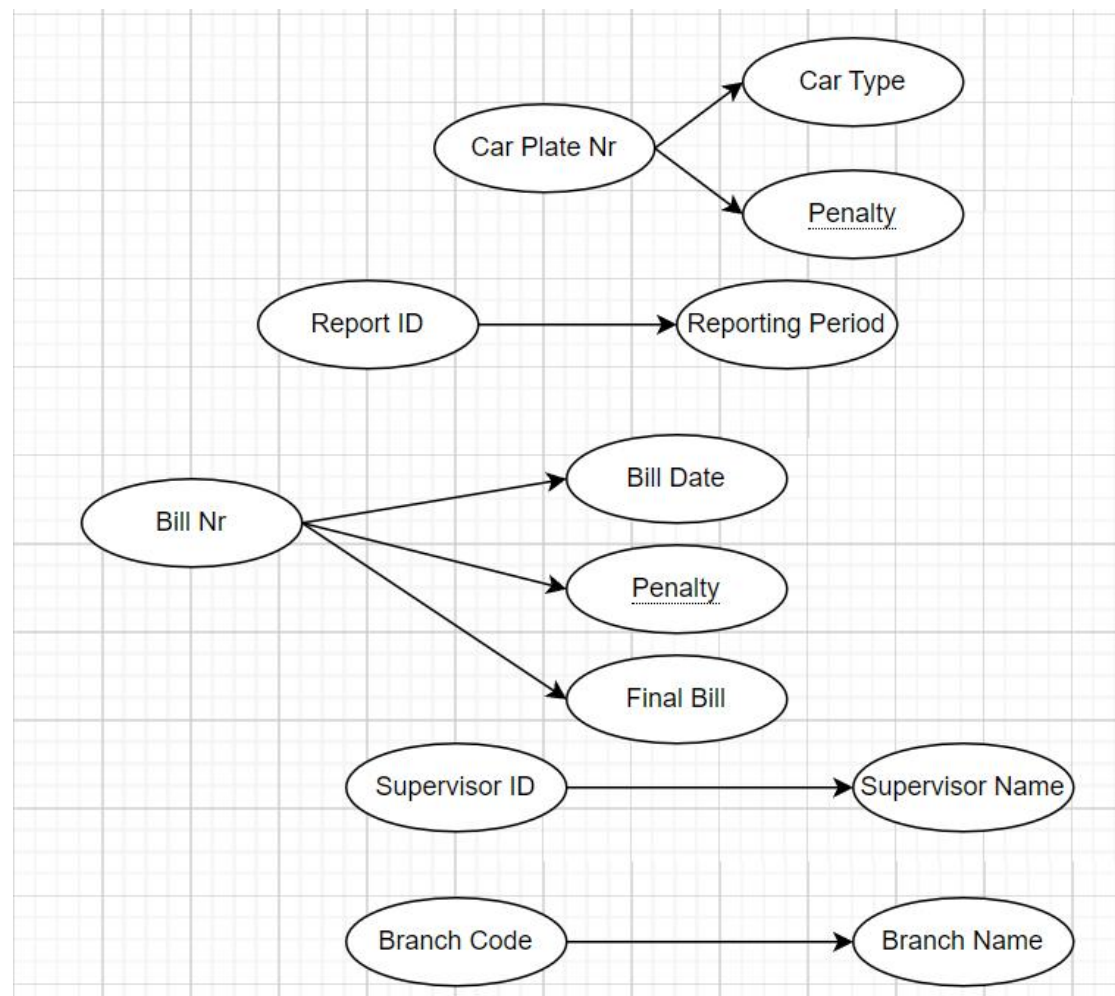 Car Type
Car Plate Nr
Penalty
Report ID
Reporting Period
Bill Date
Bill Nr
Penalty
Final Bill
Supervisor ID
Supervisor Name
Branch Code
Branch Name